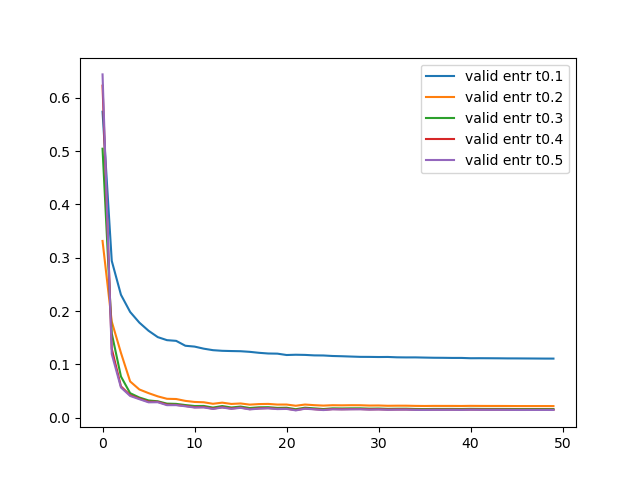 valid entr t0.1
valid entr t0.2
valid entr t0.3
valid entr t0.4
valid entr t0.5
0.6
0.5
0.4
0.3
0.2
0.1
0.0
0 10 20 30 40 50